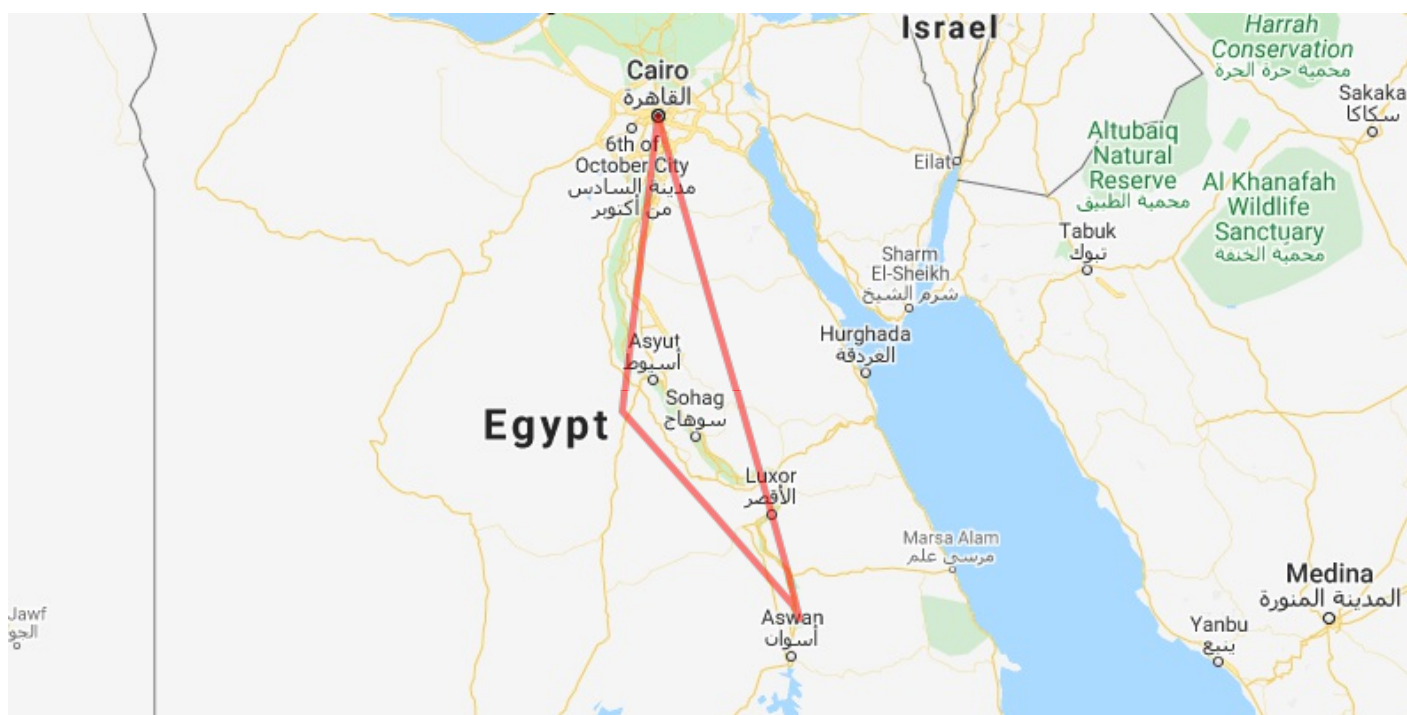 Israel
Harrah
Conservation
محمية حرة الحرة
Cairo
القاهرة
Sakaka
سكاكا
6th of
October City
مدينة السادس
من أكتوبر
Eilat
Altubaiq
Natural
Reserve
محمية الطبيق
Al Khanafah
Wildlife
Sanctuary
محمية الخنفة
Tabuk
تبوك
Sharm
El-Sheikh
شرم الشيخ
Hurghada
الغردقة
Asyut
أسيوط
Sohag
سوهاج
Egypt
Luxor
الأقصر
Marsa Alam
مرسى علم
Medina
المدينة المنورة
Aswan
أسوان
Yanbu
ينبع
Jawf